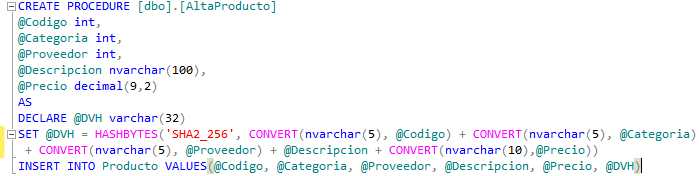 CREATE PROCEDURE [dbo].[AltaProducto]
@Codigo int,
@Categoria int,
@Proveedor int,
@Descripcion nvarchar(100),
@Precio decimal(9,2)
AS
DECLARE @DVH varchar(32)
SET @DVH = HASHBYTES('SHA2_256', CONVERT(nvarchar(5), @Codigo) + CONVERT(nvarchar(5), @Categoria)
+ CONVERT(nvarchar(5), @Proveedor) + @Descripcion + CONVERT(nvarchar(10),@Precio))
INSERT INTO Producto VALUES(@Codigo, @Categoria, @Proveedor, @Descripcion, @Precio, @DVH)